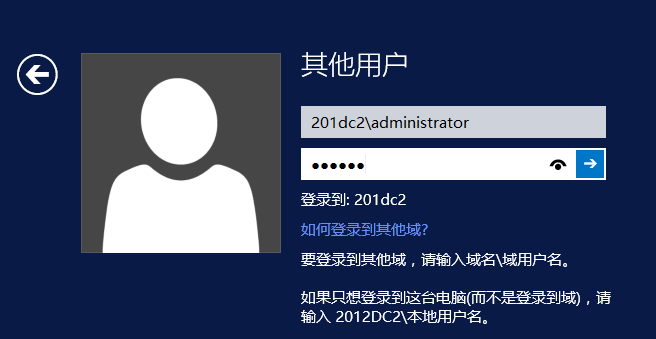 其他用户
201dc2\administrator
••••••
登录到: 201dc2
如何登录到其他域?
要登录到其他域，请输入域名\域用户名。
如果只想登录到这台电脑(而不是登录到域)，请
输入 2012DC2\本地用户名。